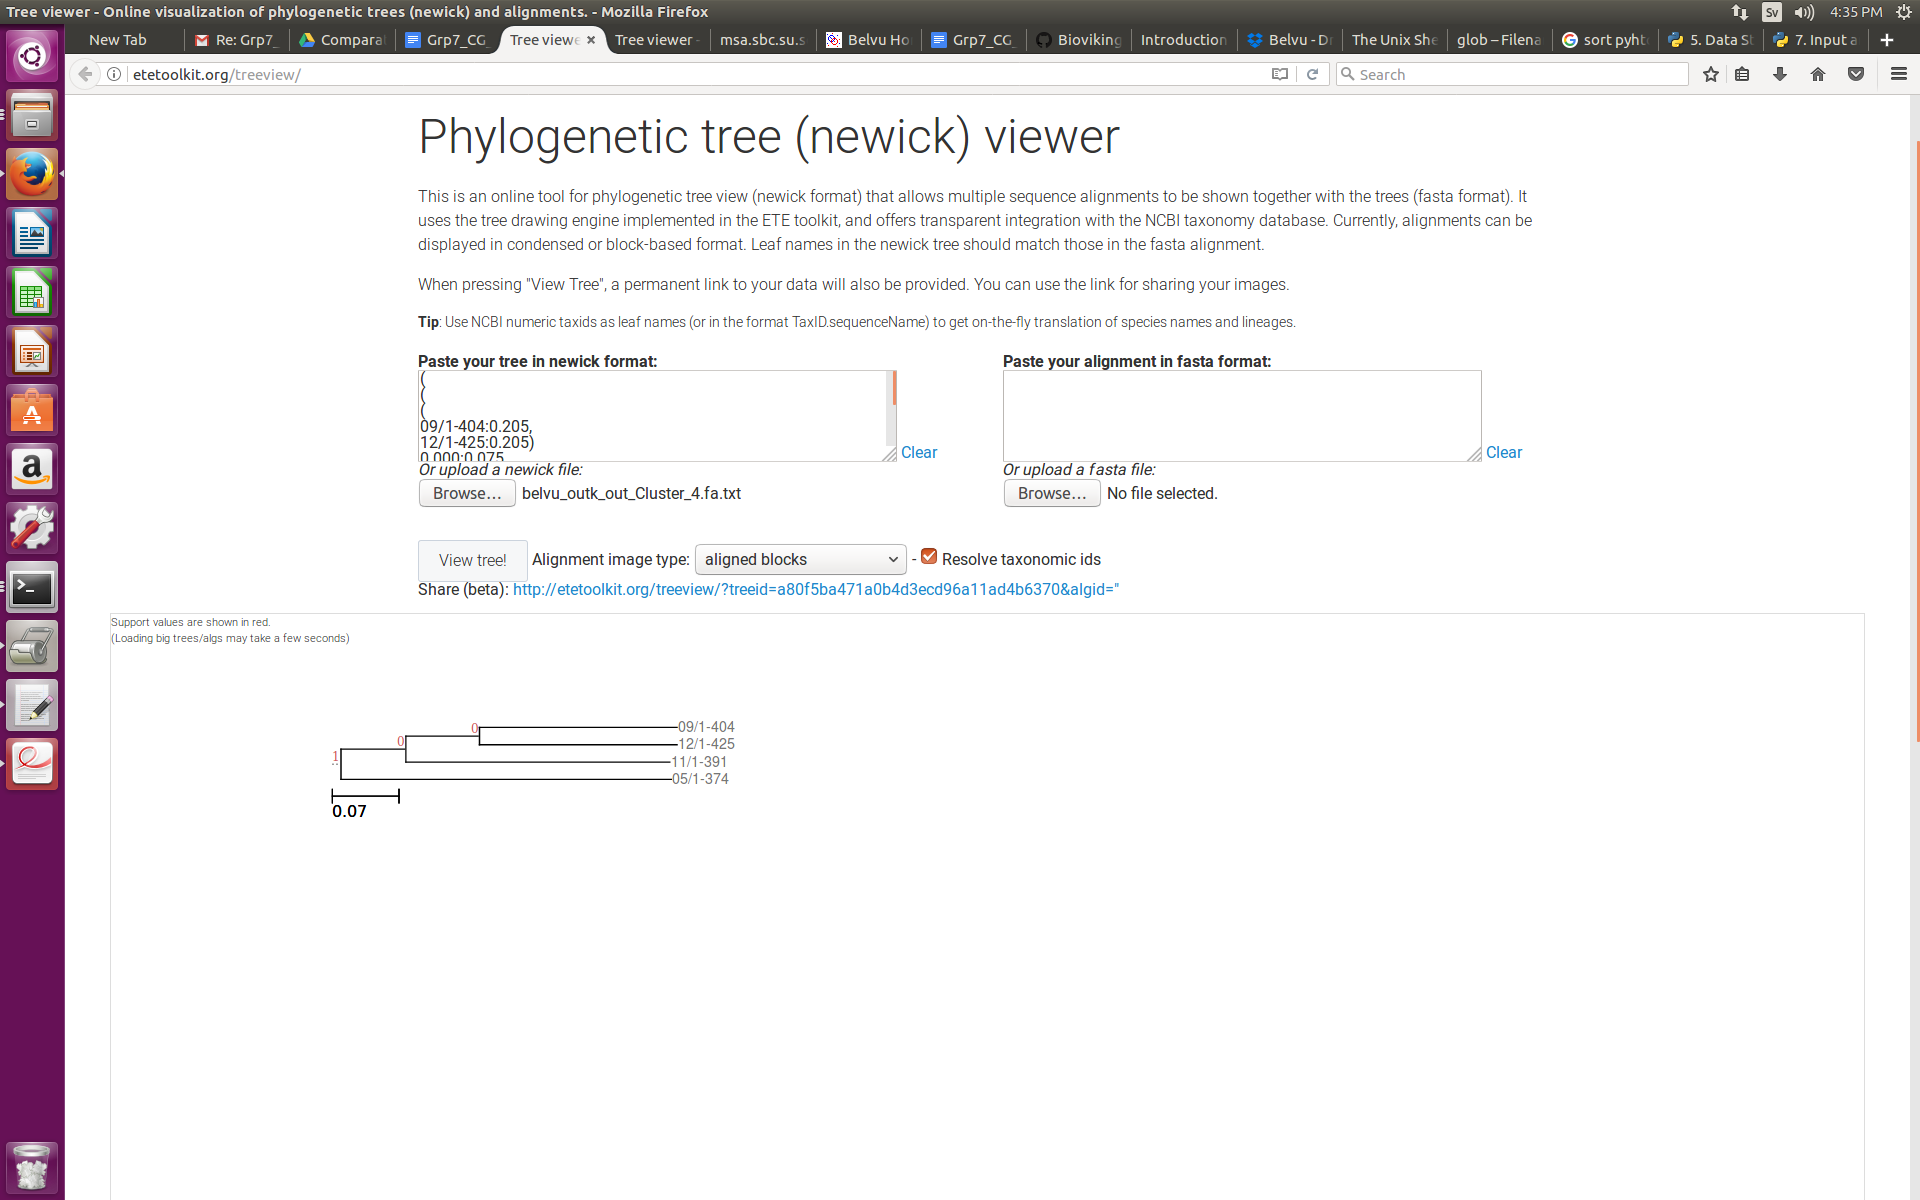 Tree viewer - Online visualization of phylogenetic trees (newick) and alignments. - Mozilla Firefox
Sv
4:35 PM
New Tab
Re: Grp7_
Compara
Grp7_CG_
Tree viewe
Tree viewer -
msa.sbc.su.s
Belvu Ho
Grp7_CG_
Bioviking
Introduction
Belvu - Dr
The Unix She
glob – Filena
sort pyht
5. Data St
7. Input a
etetoolkit.org/treeview/
Search
Phylogenetic tree (newick) viewer
This is an online tool for phylogenetic tree view (newick format) that allows multiple sequence alignments to be shown together with the trees (fasta format). It
uses the tree drawing engine implemented in the ETE toolkit, and offers transparent integration with the NCBI taxonomy database. Currently, alignments can be
displayed in condensed or block-based format. Leaf names in the newick tree should match those in the fasta alignment.
When pressing "View Tree", a permanent link to your data will also be provided. You can use the link for sharing your images.
Tip: Use NCBI numeric taxids as leaf names (or in the format TaxID.sequenceName) to get on-the-fly translation of species names and lineages.
Paste your tree in newick format:
(
(
(
09/1-404:0.205,
12/1-425:0.205)
0.000:0.075
Clear
Or upload a newick file:
Browse... belvu_outk_out_Cluster_4.fa.txt
Paste your alignment in fasta format:
Clear
Or upload a fasta file:
Browse... No file selected.
View tree! Alignment image type: aligned blocks - Resolve taxonomic ids
Share (beta): http://etetoolkit.org/treeview/?treeid=a80f5ba471a0b4d3ecd96a11ad4b6370&algid="
Support values are shown in red.
(Loading big trees/algs may take a few seconds)
0 09/1-404
12/1-425
0
11/1-391
1
05/1-374
0.07